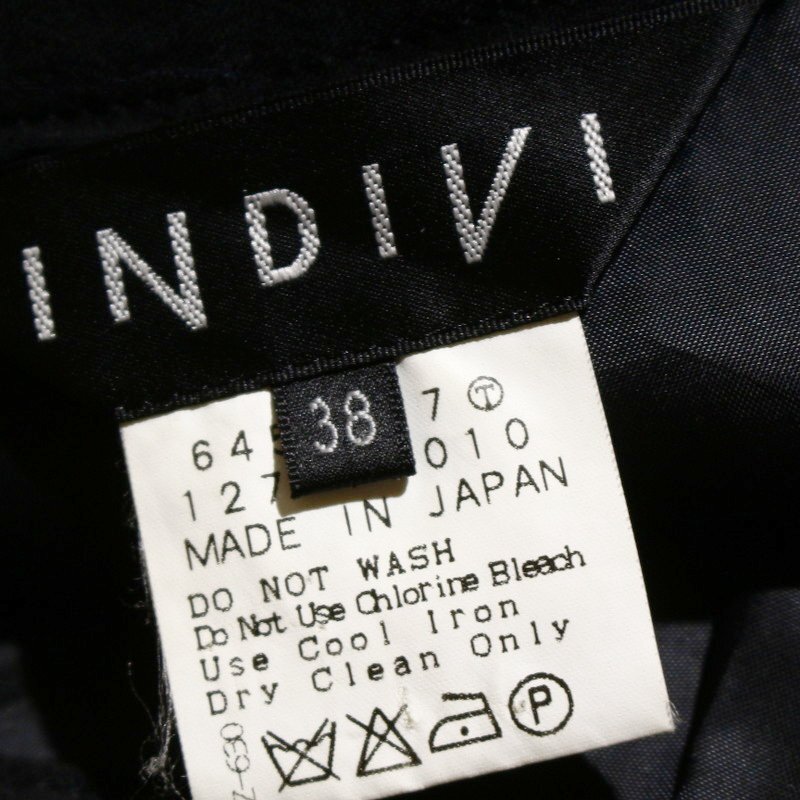 INDIVI
38
64 7 Ⓣ
127 010
MADE IN JAPAN
DO NOT WASH
Do Not Use Chlorine Bleach
Use Cool Iron
Dry Clean Only
P